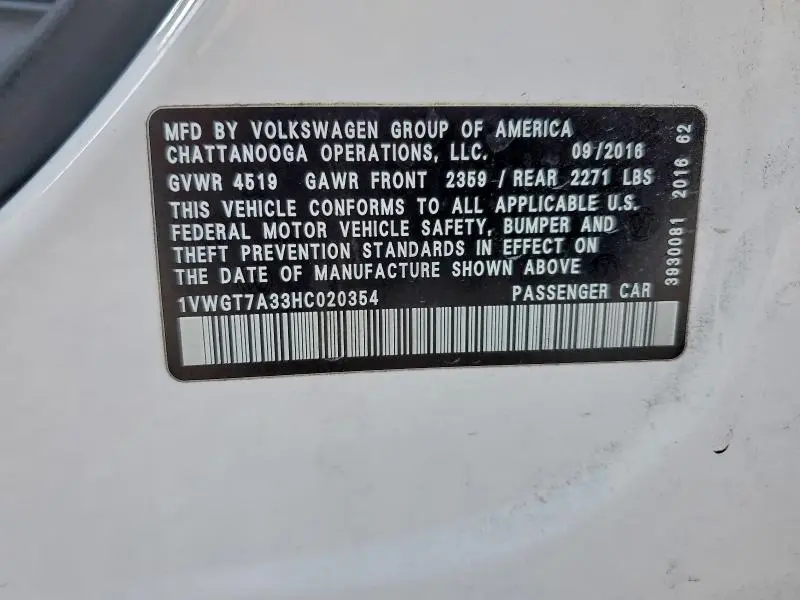 MFD BY VOLKSWAGEN GROUP OF AMERICA
CHATTANOOGA OPERATIONS, LLC. 09/2016
GVWR 4519 GAWR FRONT 2359 / REAR 2271 LBS
THIS VEHICLE CONFORMS TO ALL APPLICABLE U.S.
FEDERAL MOTOR VEHICLE SAFETY, BUMPER AND
THEFT PREVENTION STANDARDS IN EFFECT ON
THE DATE OF MANUFACTURE SHOWN ABOVE
1VWGT7A33HC020354 PASSENGER CAR
3930081 2016 62